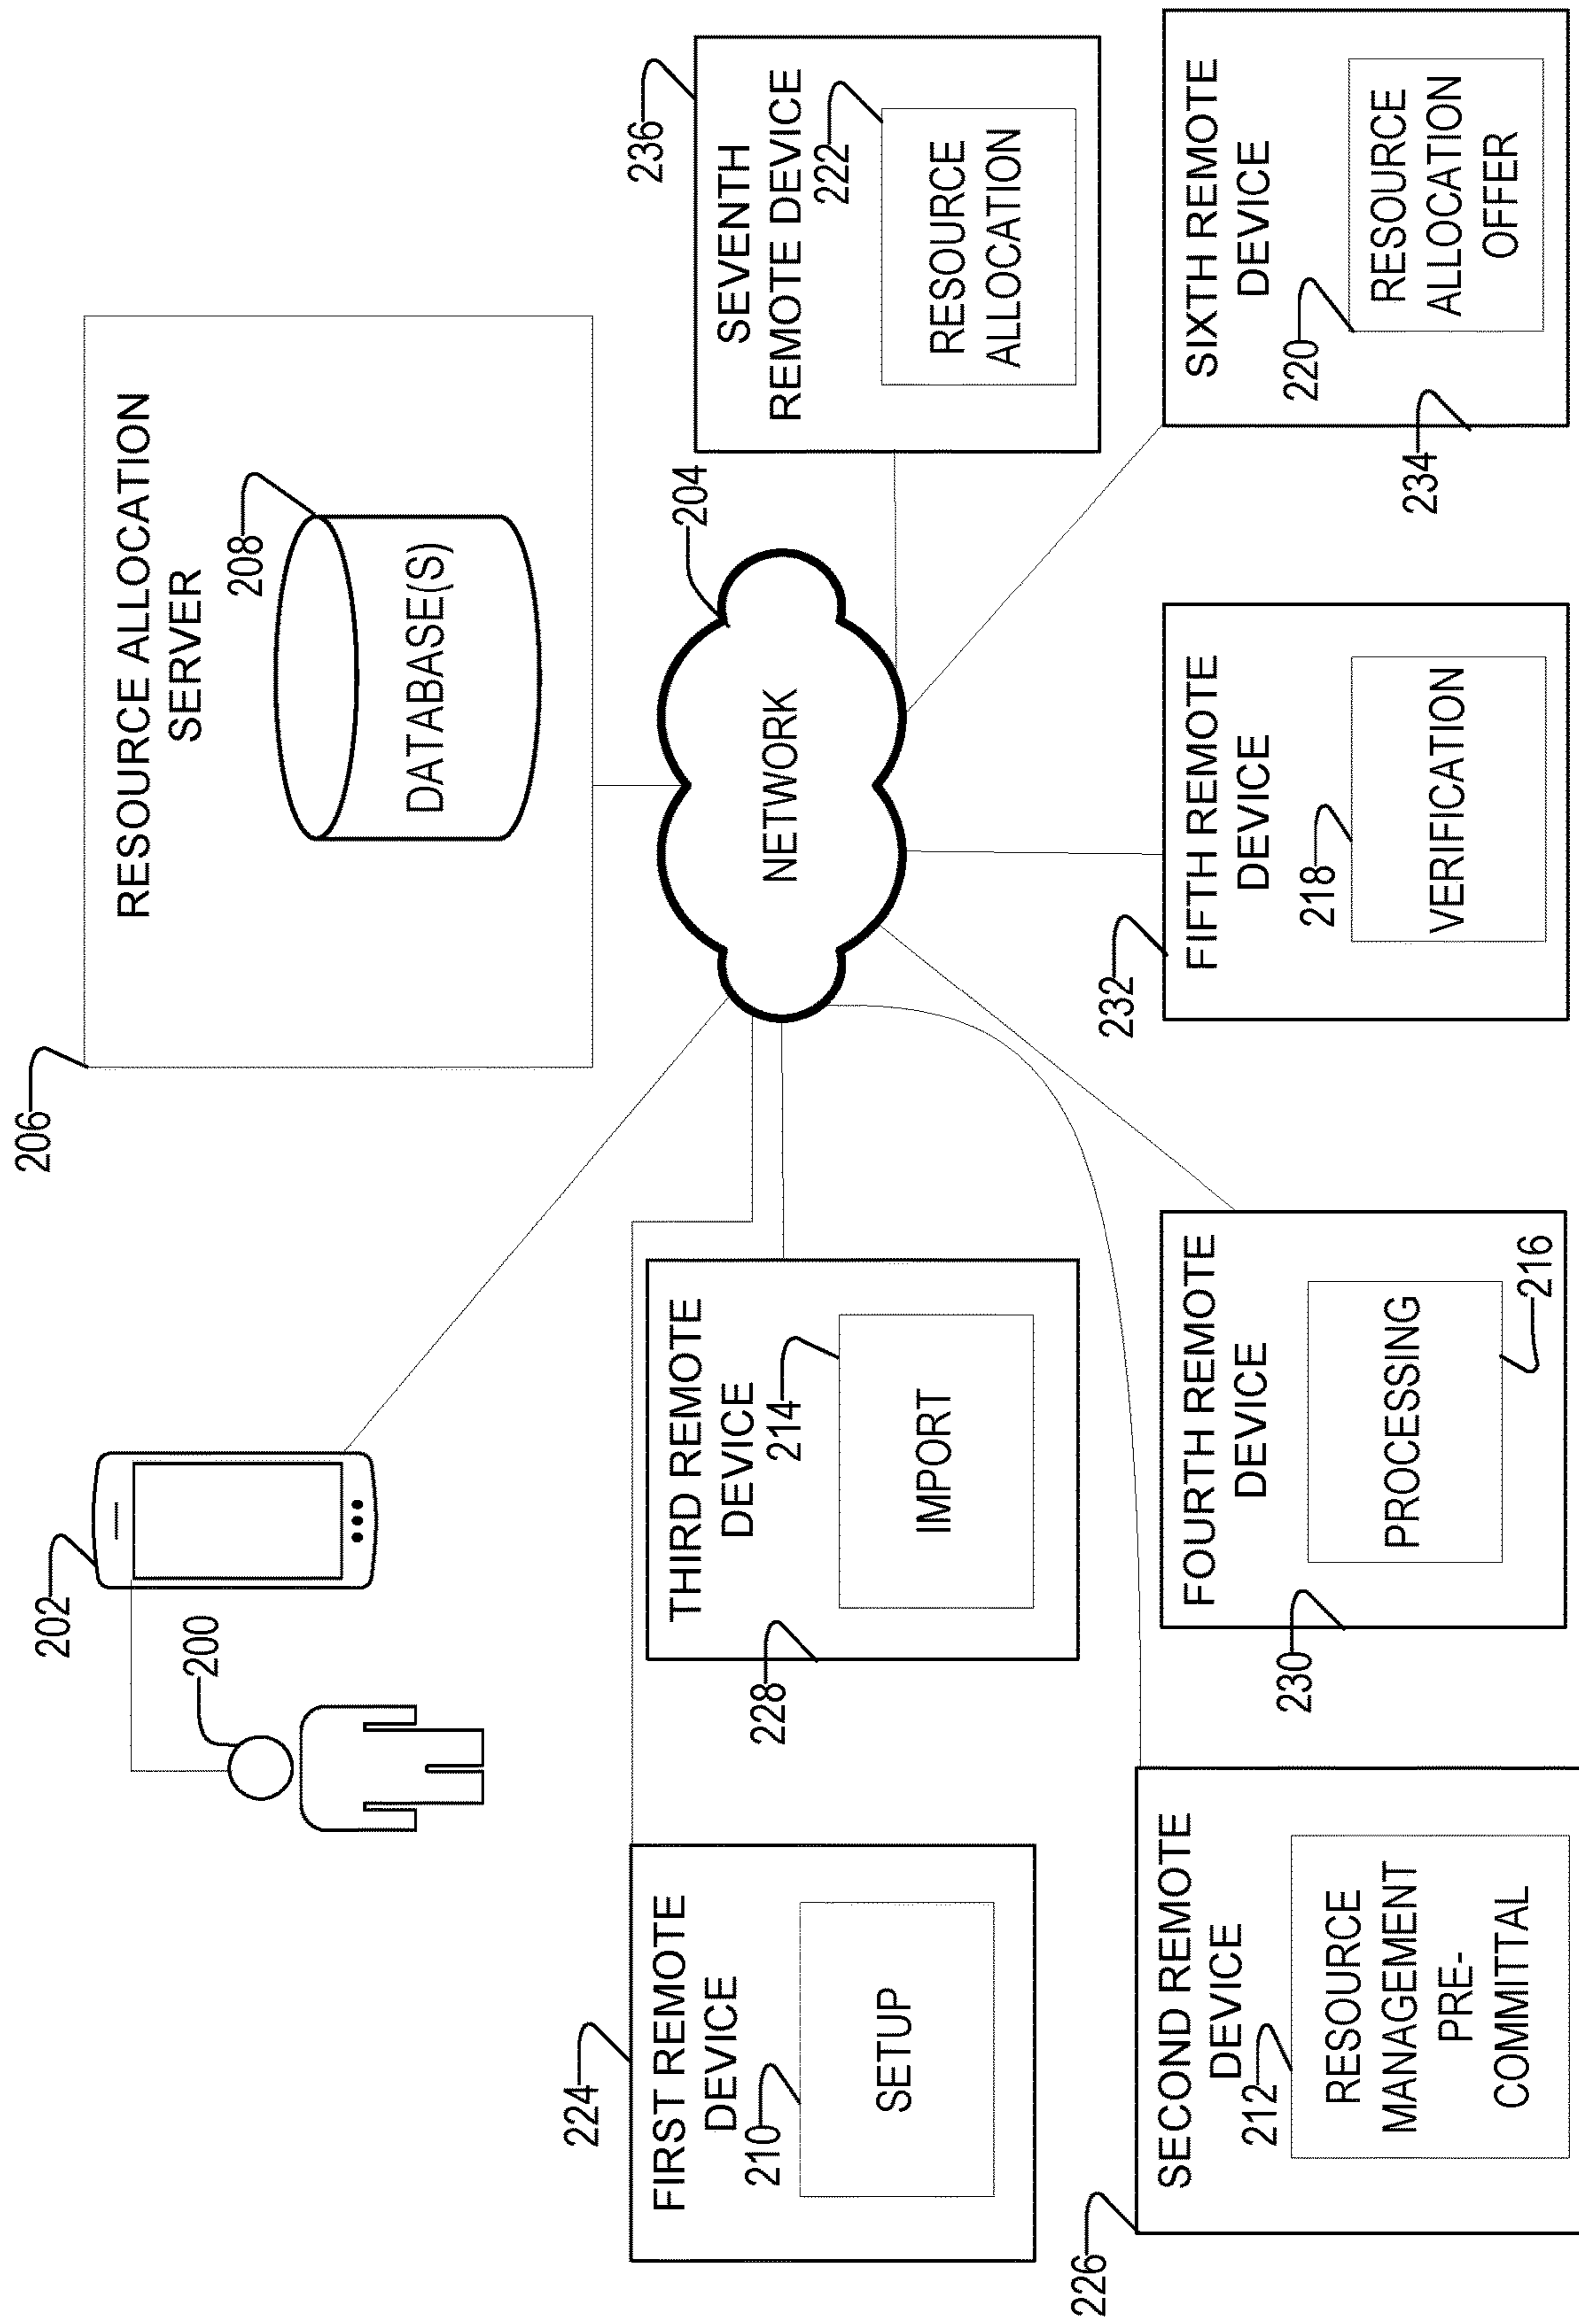 206
RESOURCE ALLOCATION
SERVER
208
DATABASE(S)
202
200
204
NETWORK
236
SEVENTH
REMOTE DEVICE
222
RESOURCE
ALLOCATION
224
FIRST REMOTE
DEVICE
210
SETUP
228
THIRD REMOTE
DEVICE
214
IMPORT
226
SECOND REMOTE
DEVICE
212
RESOURCE
MANAGEMENT
PRE-
COMMITTAL
230
FOURTH REMOTE
DEVICE
PROCESSING
216
232
FIFTH REMOTE
DEVICE
218
VERIFICATION
234
SIXTH REMOTE
DEVICE
220
RESOURCE
ALLOCATION
OFFER